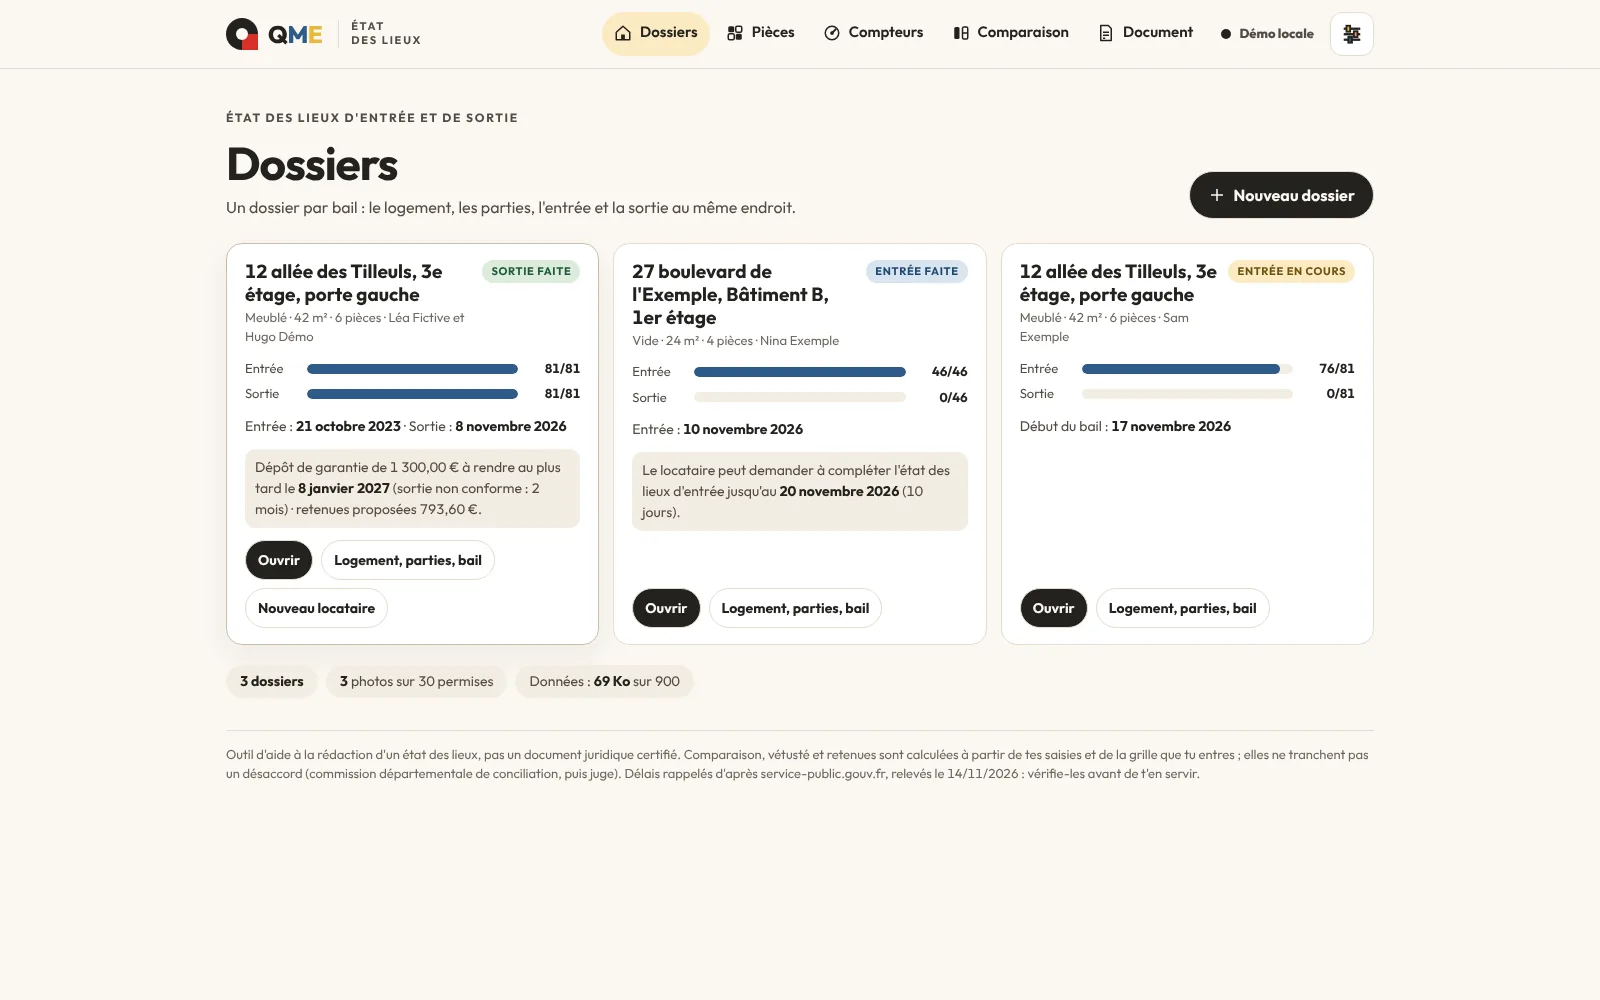 QME
ÉTAT
DES LIEUX
Dossiers
Pièces
Compteurs
Comparaison
Document
Démo locale
ÉTAT DES LIEUX D'ENTRÉE ET DE SORTIE
Dossiers
Un dossier par bail : le logement, les parties, l'entrée et la sortie au même endroit.
Nouveau dossier
12 allée des Tilleuls, 3e
étage, porte gauche
SORTIE FAITE
Meublé · 42 m² · 6 pièces · Léa Fictive et
Hugo Démo
Entrée 81/81
Sortie 81/81
Entrée : 21 octobre 2023 · Sortie : 8 novembre 2026
Dépôt de garantie de 1 300,00 € à rendre au plus
tard le 8 janvier 2027 (sortie non conforme : 2
mois) · retenues proposées 793,60 €.
Ouvrir
Logement, parties, bail
Nouveau locataire
27 boulevard de
l'Exemple, Bâtiment B,
1er étage
ENTRÉE FAITE
Vide · 24 m² · 4 pièces · Nina Exemple
Entrée 46/46
Sortie 0/46
Entrée : 10 novembre 2026
Le locataire peut demander à compléter l'état des
lieux d'entrée jusqu'au 20 novembre 2026 (10
jours).
Ouvrir
Logement, parties, bail
12 allée des Tilleuls, 3e
étage, porte gauche
ENTRÉE EN COURS
Meublé · 42 m² · 6 pièces · Sam
Exemple
Entrée 76/81
Sortie 0/81
Début du bail : 17 novembre 2026
Ouvrir
Logement, parties, bail
3 dossiers
3 photos sur 30 permises
Données : 69 Ko sur 900
Outil d'aide à la rédaction d'un état des lieux, pas un document juridique certifié. Comparaison, vétusté et retenues sont calculées à partir de tes saisies et de la grille que tu entres ; elles ne tranchent pas
un désaccord (commission départementale de conciliation, puis juge). Délais rappelés d'après service-public.gouv.fr, relevés le 14/11/2026 : vérifie-les avant de t'en servir.